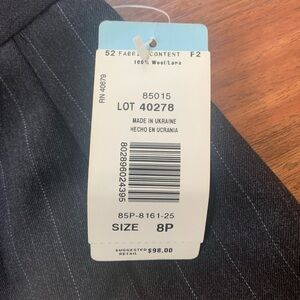 52 FABRIC CONTENT F2
100% Wool/Lana
RN 40879
85015
LOT 40278
MADE IN UKRAINE
HECHO EN UCRANIA
802896024395
85P-8161-25
SIZE 8P
SUGGESTED RETAIL $98.00